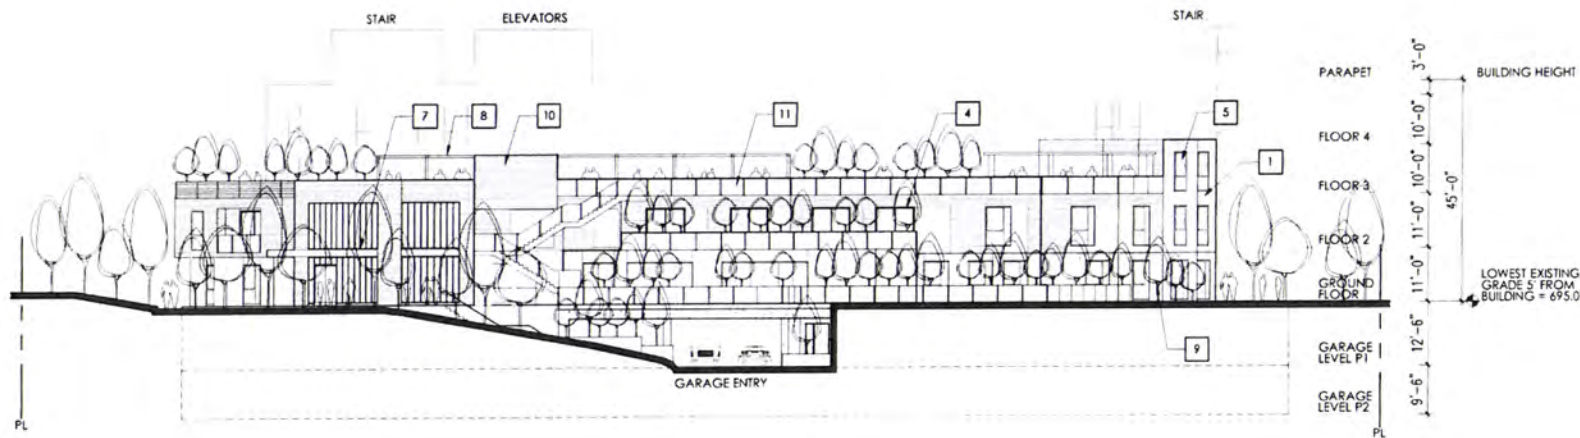 STAIR
ELEVATORS
STAIR
PARAPET
3'-0"
BUILDING HEIGHT
7
8
10
11
4
5
10'-0"
FLOOR 4
1
10'-0"
FLOOR 3
45'-0"
11'-0"
FLOOR 2
11'-0"
GROUND
FLOOR
LOWEST EXISTING
GRADE 5' FROM
BUILDING = 695.0
9
12'-6"
GARAGE
LEVEL P1
GARAGE ENTRY
9'-6"
GARAGE
LEVEL P2
PL
PL